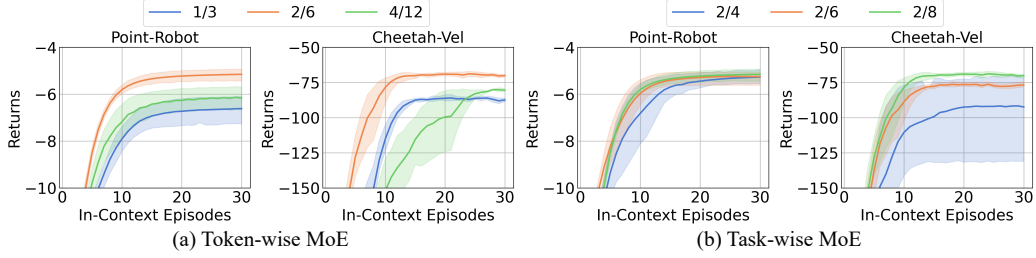 1/3 2/6 4/12
2/4 2/6 2/8
Point-Robot
Cheetah-Vel
Point-Robot
Cheetah-Vel
Returns
−4
−6
−8
−10
0 10 20 30
In-Context Episodes
Returns
−50
−75
−100
−125
−150
0 10 20 30
In-Context Episodes
Returns
−4
−6
−8
−10
0 10 20 30
In-Context Episodes
Returns
−50
−75
−100
−125
−150
0 10 20 30
In-Context Episodes
(a) Token-wise MoE
(b) Task-wise MoE